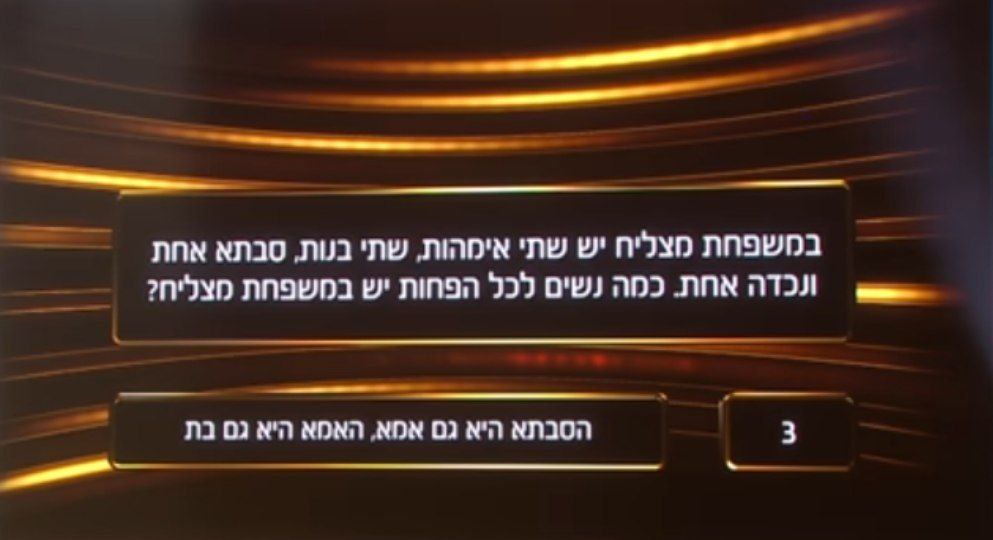 במשפחת מצליח יש שתי אימהות, שתי בנות, סבתא אחת
ונכדה אחת. כמה נשים לכל הפחות יש במשפחת מצליח?
3
הסבתא היא גם אמא, האמא היא גם בת